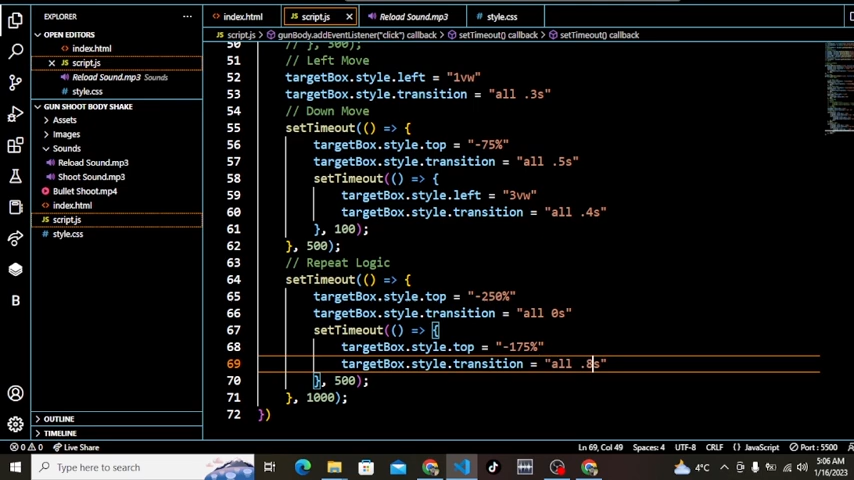 EXPLORER
index.html
script.js
Reload Sound.mp3
style.css
OPEN EDITORS
index.html
script.js
Reload Sound.mp3 Sounds
style.css
GUN SHOOT BODY SHAKE
Assets
Images
Sounds
Reload Sound.mp3
Shoot Sound.mp3
Bullet Shoot.mp4
index.html
script.js
style.css
OUTLINE
TIMELINE
script.js > gunBody.addEventListener("click") callback > setTimeout() callback > setTimeout() callback
50 // }, 300);
51 // Left Move
52 targetBox.style.left = "1vw"
53 targetBox.style.transition = "all .3s"
54 // Down Move
55 setTimeout(() => {
56 targetBox.style.top = "-75%"
57 targetBox.style.transition = "all .5s"
58 setTimeout(() => {
59 targetBox.style.left = "3vw"
60 targetBox.style.transition = "all .4s"
61 }, 100);
62 }, 500);
63 // Repeat Logic
64 setTimeout(() => {
65 targetBox.style.top = "-250%"
66 targetBox.style.transition = "all 0s"
67 setTimeout(() => {
68 targetBox.style.top = "-175%"
69 targetBox.style.transition = "all .8s"
70 }, 500);
71 }, 1000);
72 })
0 0 Live Share
Ln 69, Col 49 Spaces: 4 UTF-8 CRLF {} JavaScript Port : 5500
Type here to search
4°C
5:06 AM
1/16/2023